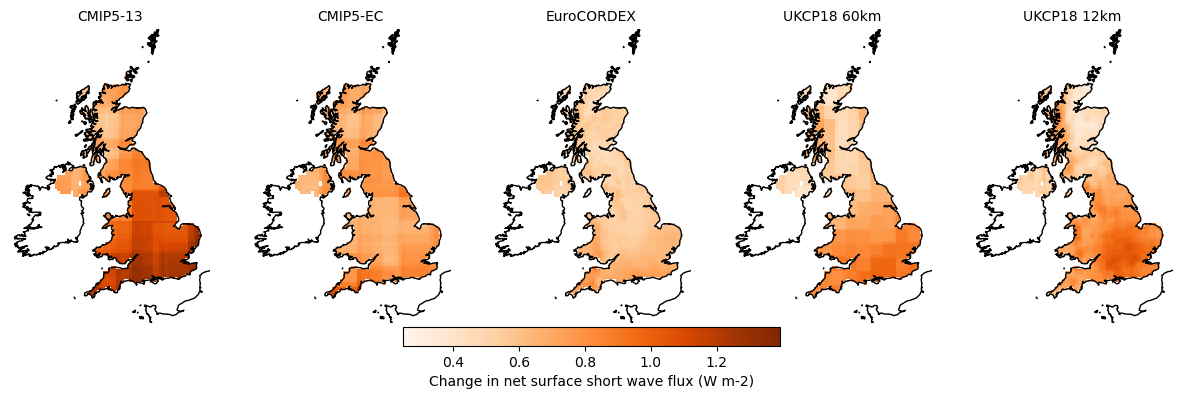 CMIP5-13 CMIP5-EC EuroCORDEX UKCP18 60km UKCP18 12km
0.4 0.6 0.8 1.0 1.2
Change in net surface short wave flux (W m-2)